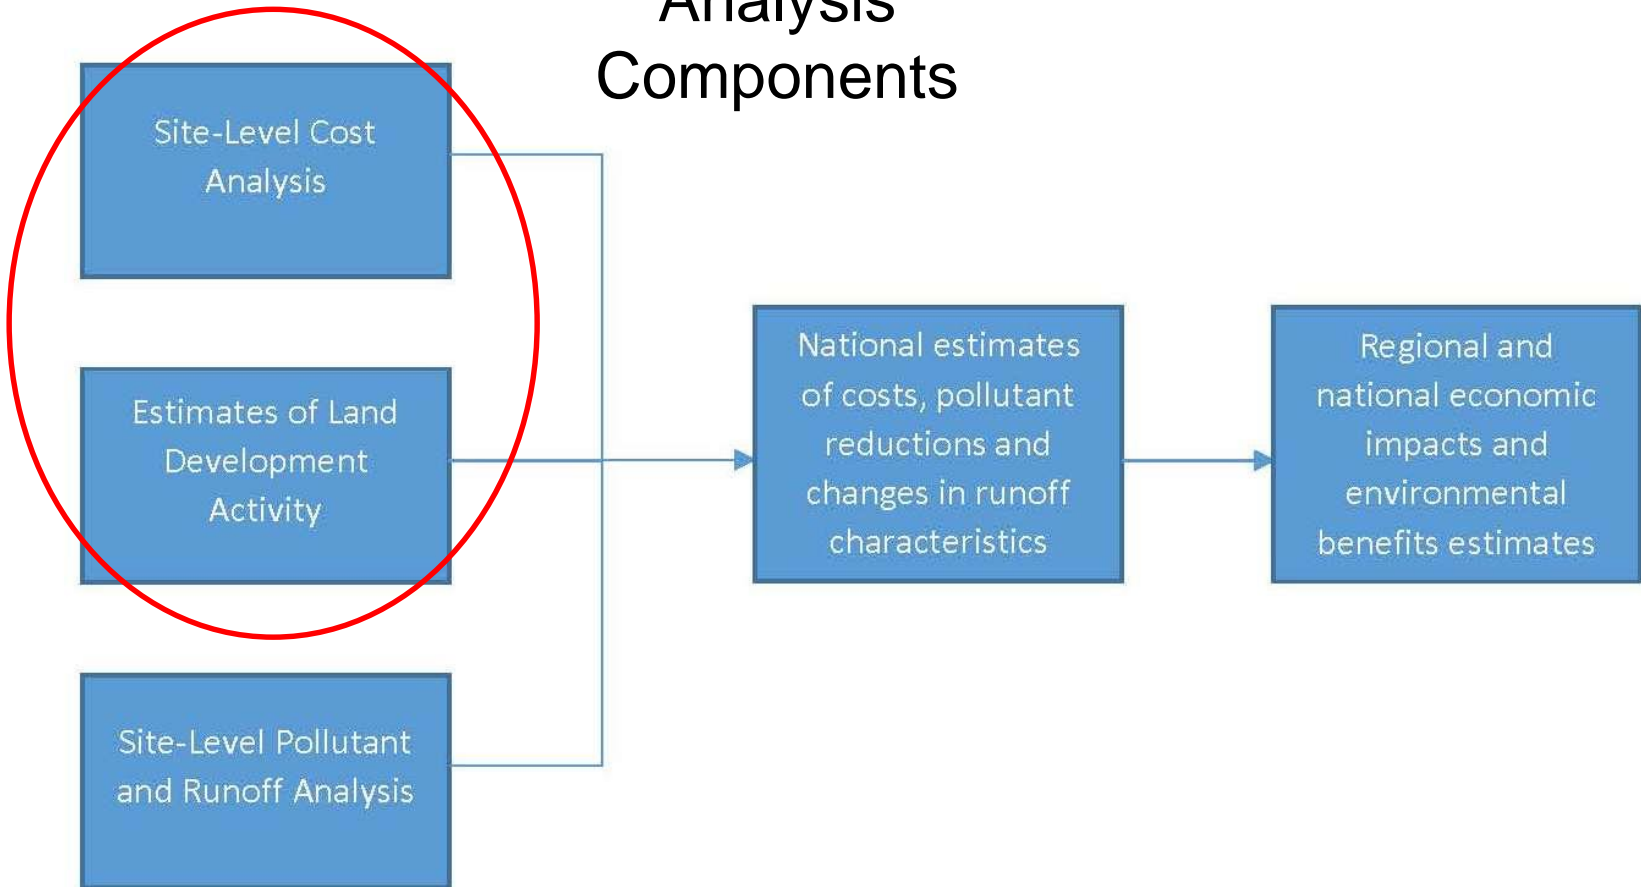 Analysis
Components
Site-Level Cost
Analysis
Estimates of Land
Development
Activity
Site-Level Pollutant
and Runoff Analysis
National estimates
of costs, pollutant
reductions and
changes in runoff
characteristics
Regional and
national economic
impacts and
environmental
benefits estimates